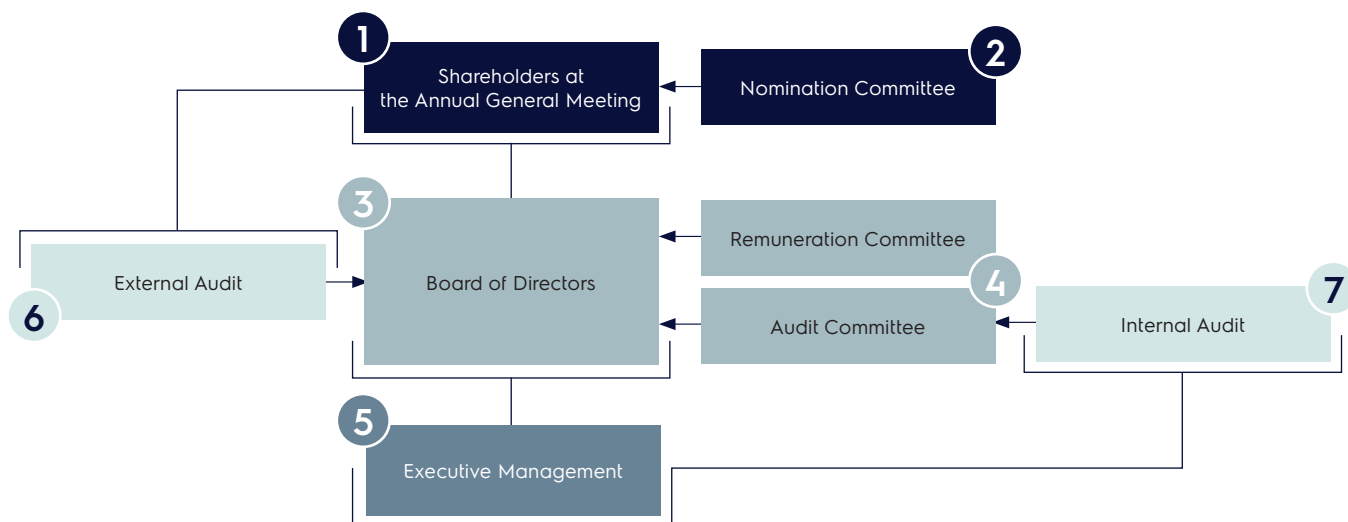 1
Shareholders at
the Annual General Meeting
2
Nomination Committee
3
Board of Directors
Remuneration Committee
4
Audit Committee
External Audit
6
7
Internal Audit
5
Executive Management